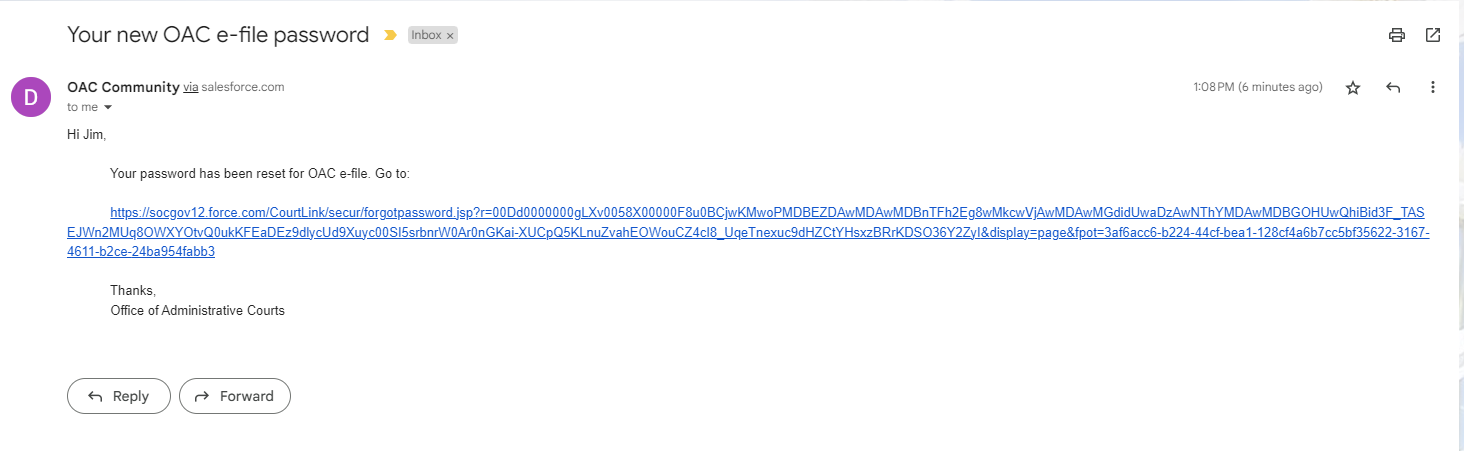 Your new OAC e-file password
Inbox ×
D
OAC Community via salesforce.com
1:08 PM (6 minutes ago)
to me
Hi Jim,
Your password has been reset for OAC e-file. Go to:
https://socgov12.force.com/CourtLink/secur/forgotpassword.jsp?r=00Dd0000000gLXv0058X00000F8u0BCjwKMwoPMDBEZDAwMDAwMDBnTFh2Eg8wMkcwVjAwMDAwMGdidUwaDzAwNThYMDAwMDBGOHUwQhiBid3F_TAS
EJWn2MUq8OWXYOtvQ0ukKFEaDEz9dlycUd9Xuyc00SI5srbnrW0Ar0nGKai-XUCpQ5KLnuZvahEOWouCZ4cI8_UqeTnexuc9dHZCtYHsxzBRrKDSO36Y2ZyI&display=page&fpot=3af6acc6-b224-44cf-bea1-128cf4a6b7cc5bf35622-3167-
4611-b2ce-24ba954fabb3
Thanks,
Office of Administrative Courts
Reply
Forward